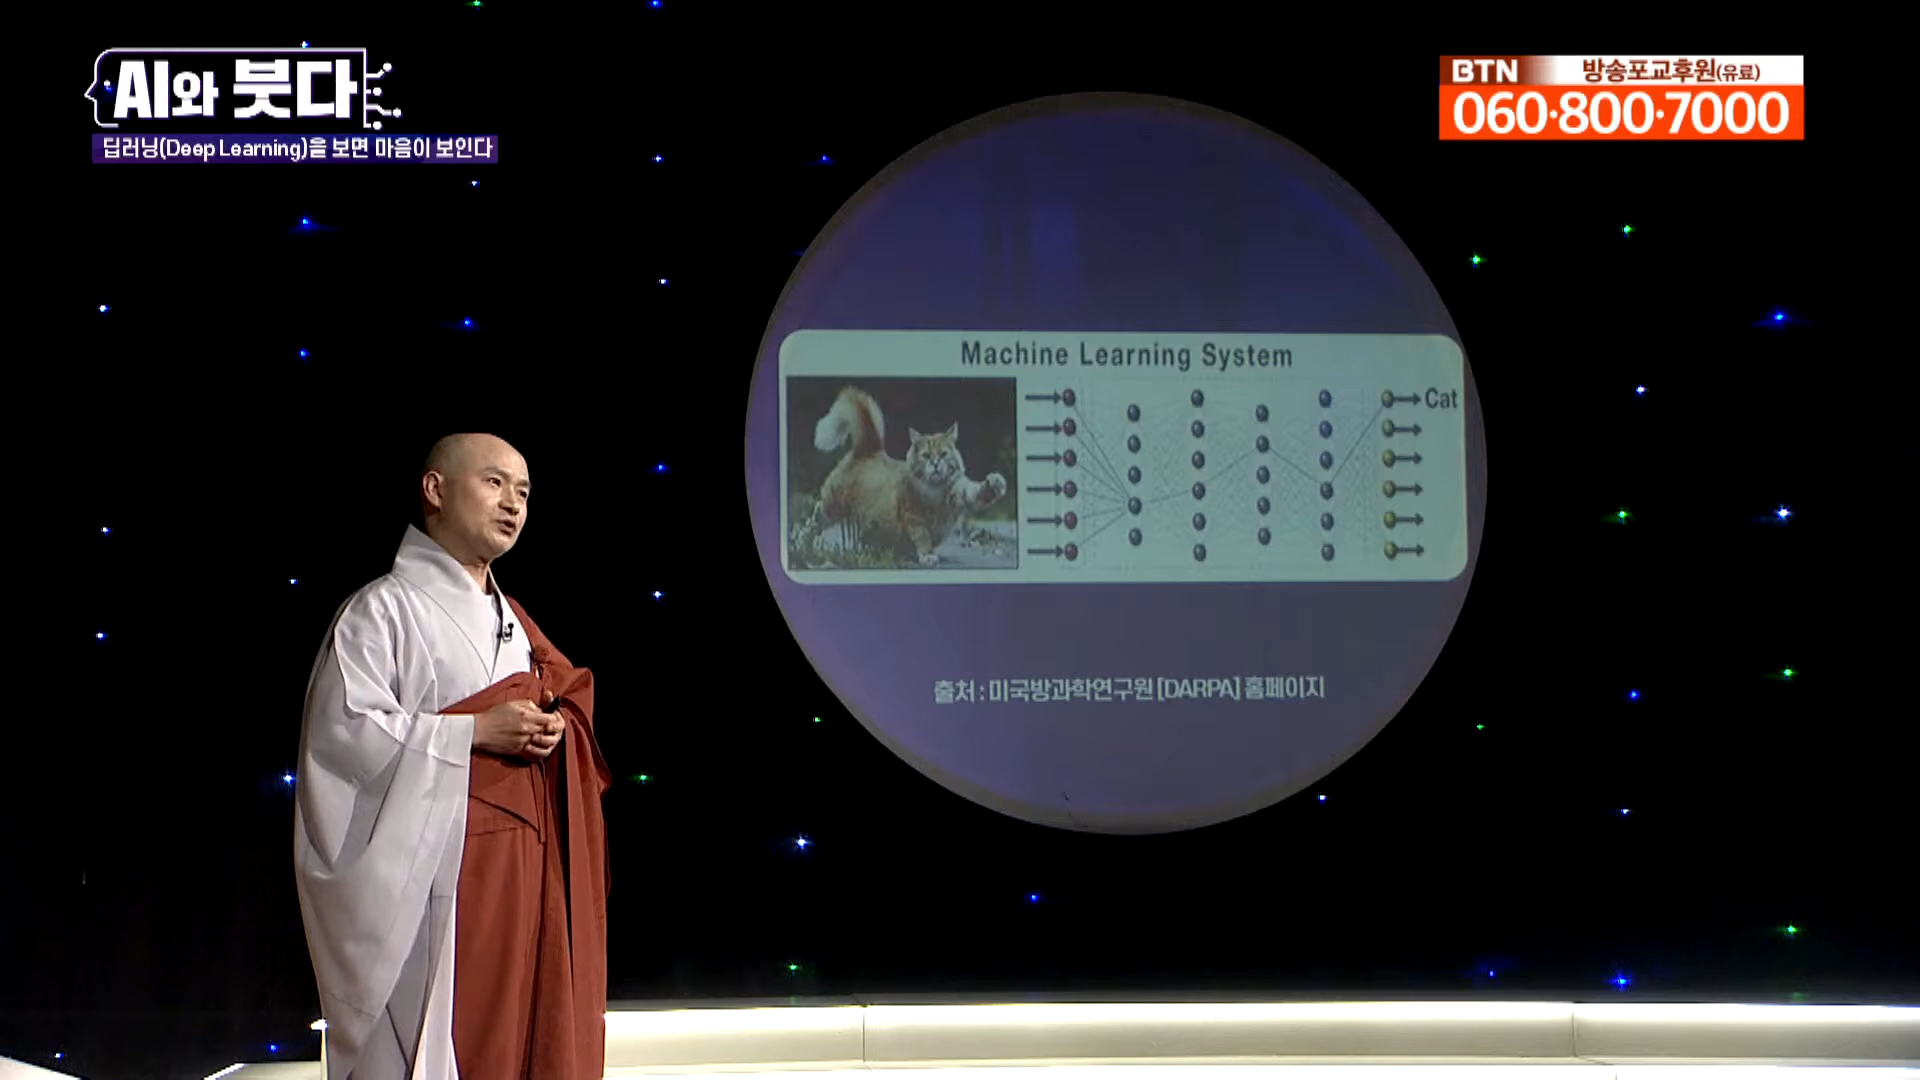 AI와 붓다
딥러닝(Deep Learning)을 보면 마음이 보인다
BTN 방송포교후원(유료)
060·800·7000
Machine Learning System
Cat
출처 : 미국방과학연구원 [DARPA] 홈페이지